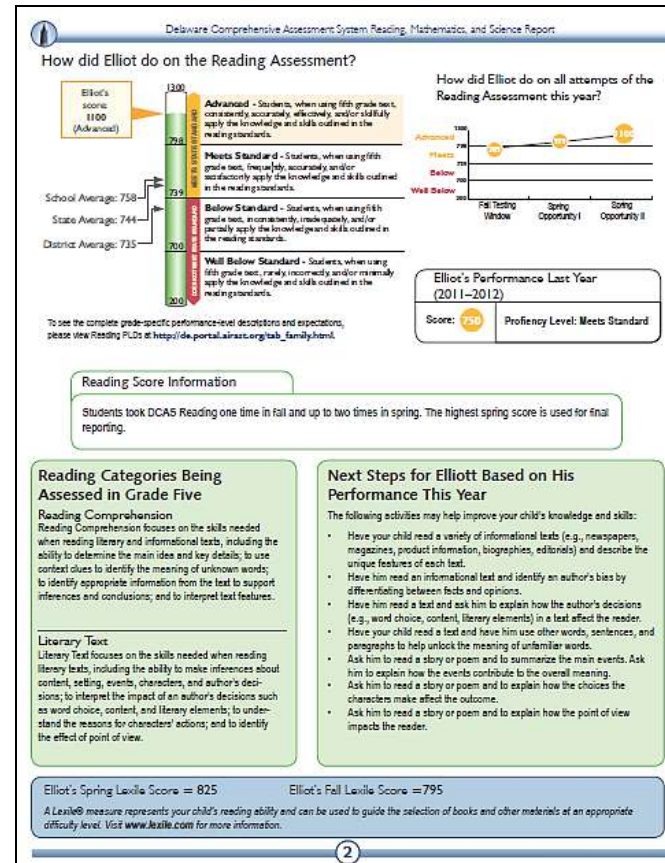 Delaware Comprehensive Assessment System Reading, Mathematics, and Science Report
How did Elliot do on the Reading Assessment?
Elliot's
score
1100
(Advanced)
1300
798
739
700
200
School Average: 758
State Average: 744
District Average: 735
MEETS STATE STANDARD
Advanced - Students, when using fifth grade text,
consistently, accurately, effectively, and/or skillfully
apply the knowledge and skills outlined in the
reading standards.
Meets Standard - Students, when using fifth
grade text, frequently, accurately, and/or
satisfactorily apply the knowledge and skills outlined
in the reading standards.
Below Standard - Students, when using fifth
grade text, inconsistently, inadequately, and/or
partially apply the knowledge and skills outlined in
the reading standards.
Well Below Standard - Students, when using
fifth grade text, rarely, incorrectly, and/or minimally
apply the knowledge and skills outlined in the
reading standards.
To see the complete grade-specific performance-level descriptions and expectations,
please view Reading PLDs at http://de.portal.airast.org/tab_family.html.
How did Elliot do on all attempts of the
Reading Assessment this year?
Advanced
Meets
Below
Well Below
1300
1100
Fall Testing
Window
Spring
Opportunity I
Spring
Opportunity II
Elliot's Performance Last Year
(2011–2012)
Score: 750
Profiency Level: Meets Standard
Reading Score Information
Students took DCAS Reading one time in fall and up to two times in spring. The highest spring score is used for final
reporting.
Reading Categories Being
Assessed in Grade Five
Reading Comprehension
Reading Comprehension focuses on the skills needed
when reading literary and informational texts, including the
ability to determine the main idea and key details; to use
context clues to identify the meaning of unknown words;
to identify appropriate information from the text to support
inferences and conclusions; and to interpret text features.
Literary Text
Literary Text focuses on the skills needed when reading
literary texts, including the ability to make inferences about
content, setting, events, characters, and author's deci-
sions; to interpret the impact of an author's decisions such
as word choice, content, and literary elements; to under-
stand the reasons for characters' actions; and to identify
the effect of point of view.
Next Steps for Elliott Based on His
Performance This Year
The following activities may help improve your child's knowledge and skills:
• Have your child read a variety of informational texts (e.g., newspapers,
magazines, product information, biographies, editorials) and describe the
unique features of each text.
• Have him read an informational text and identify an author's bias by
differentiating between facts and opinions.
• Have him read a text and ask him to explain how the author's decisions
(e.g., word choice, content, literary elements) in a text affect the reader.
• Have your child read a text and have him use other words, sentences, and
paragraphs to help unlock the meaning of unfamiliar words.
• Ask him to read a story or poem and to summarize the main events. Ask
him to explain how the events contribute to the overall meaning.
• Ask him to read a story or poem and to explain how the choices the
characters make affect the outcome.
• Ask him to read a story or poem and to explain how the point of view
impacts the reader.
Elliot's Spring Lexile Score = 825
Elliot's Fall Lexile Score =795
A Lexile® measure represents your child's reading ability and can be used to guide the selection of books and other materials at an appropriate
difficulty level. Visit www.lexile.com for more information.
2